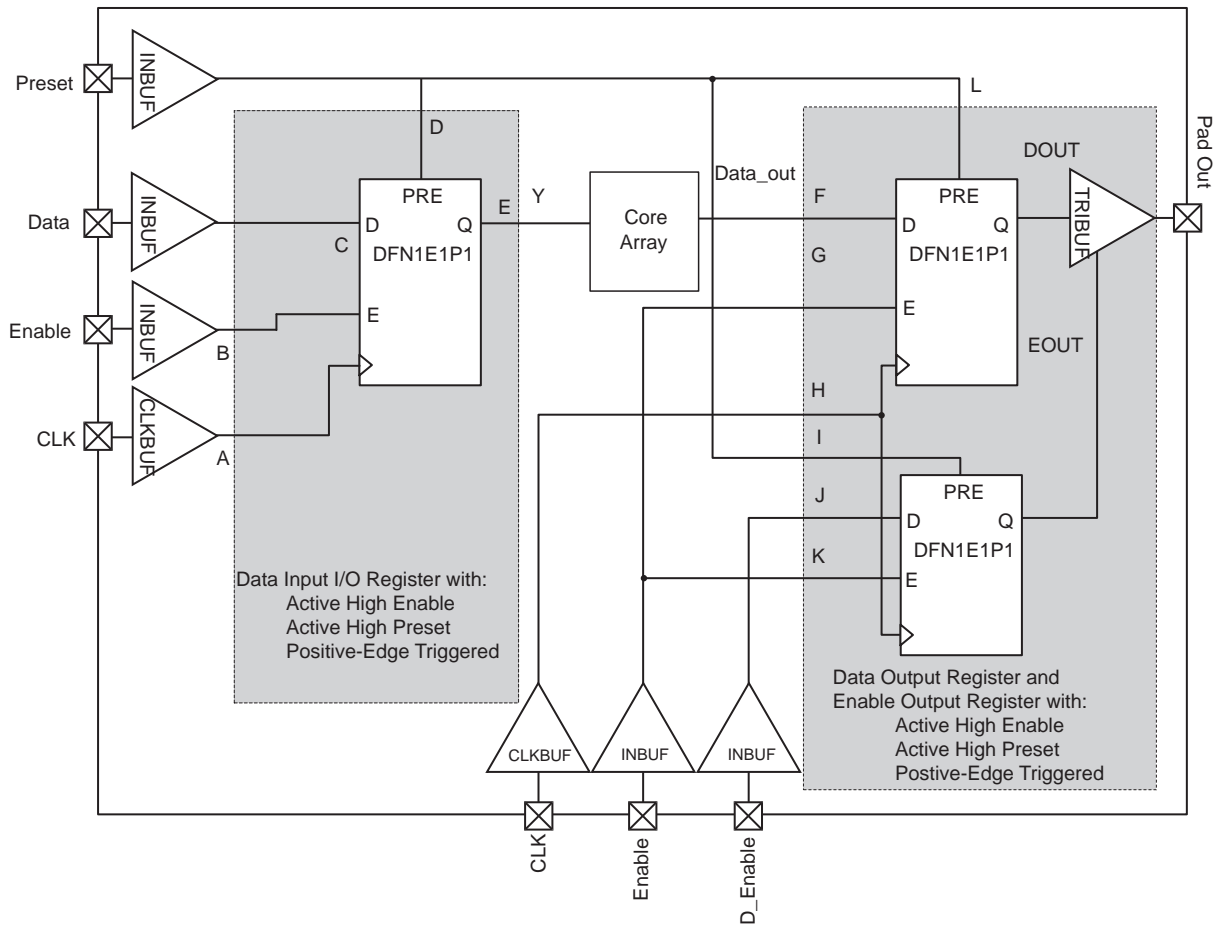 Preset
INBUF
L
D
Pad Out
DOUT
Data
INBUF
PRE
D
Q
DFN1E1P1
E
C
E
Y
Core
Array
Data_out
F
G
PRE
D
Q
DFN1E1P1
E
TRIBUF
EOUT
Enable
INBUF
B
CLK
CLKBUF
A
H
I
J
K
PRE
D
Q
DFN1E1P1
E
Data Input I/O Register with:
Active High Enable
Active High Preset
Positive-Edge Triggered
Data Output Register and
Enable Output Register with:
Active High Enable
Active High Preset
Postive-Edge Triggered
CLKBUF
INBUF
INBUF
CLK
Enable
D_Enable